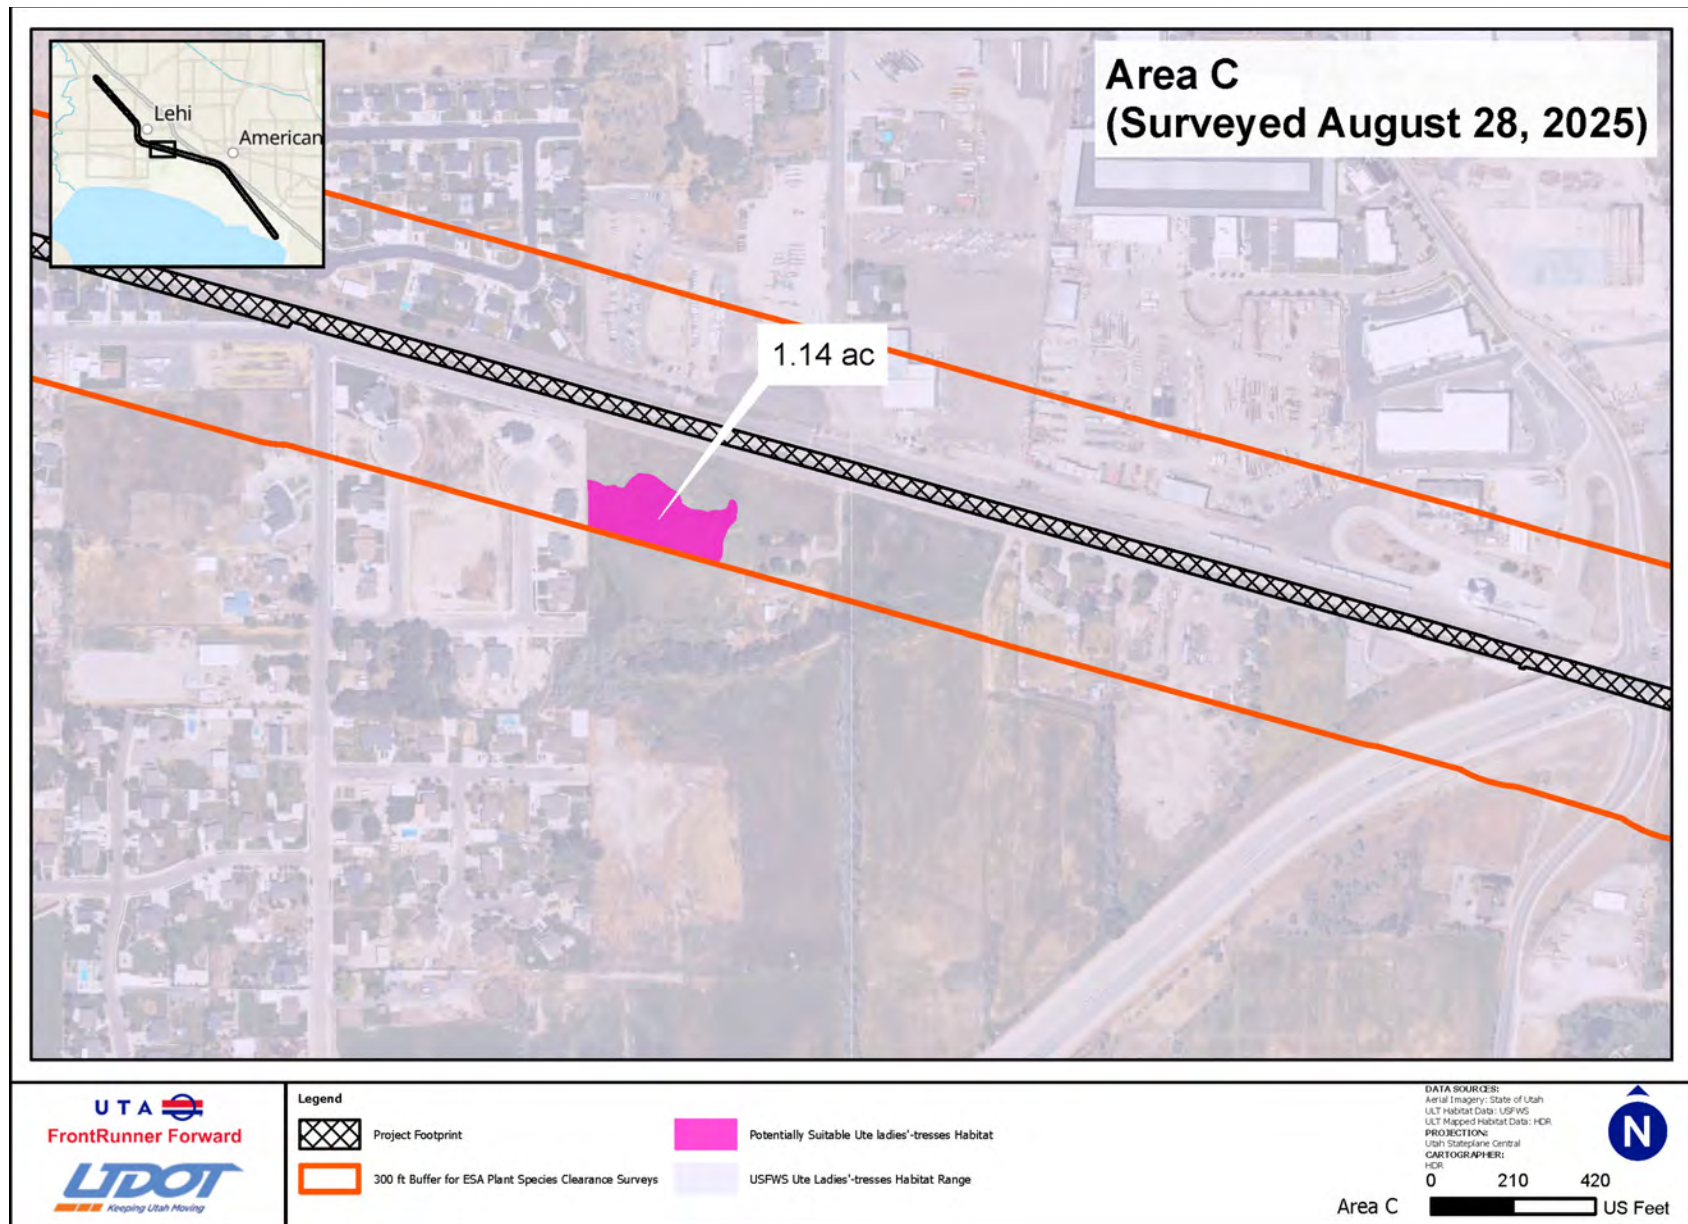 Lehi
American
Area C
(Surveyed August 28, 2025)
1.14 ac
UTA
FrontRunner Forward
UDOT
Keeping Utah Moving
Legend
Project Footprint
300 ft Buffer for ESA Plant Species Clearance Surveys
Potentially Suitable Ute ladies'-tresses Habitat
USFWS Ute Ladies'-tresses Habitat Range
DATA SOURCES:
Aerial Imagery: State of Utah
ULT Habitat Data: USFWS
ULT Mapped Habitat Data: HDR
PROJECTION:
Utah Stateplane Central
CARTOGRAPHER:
HDR
N
0 210 420
US Feet
Area C